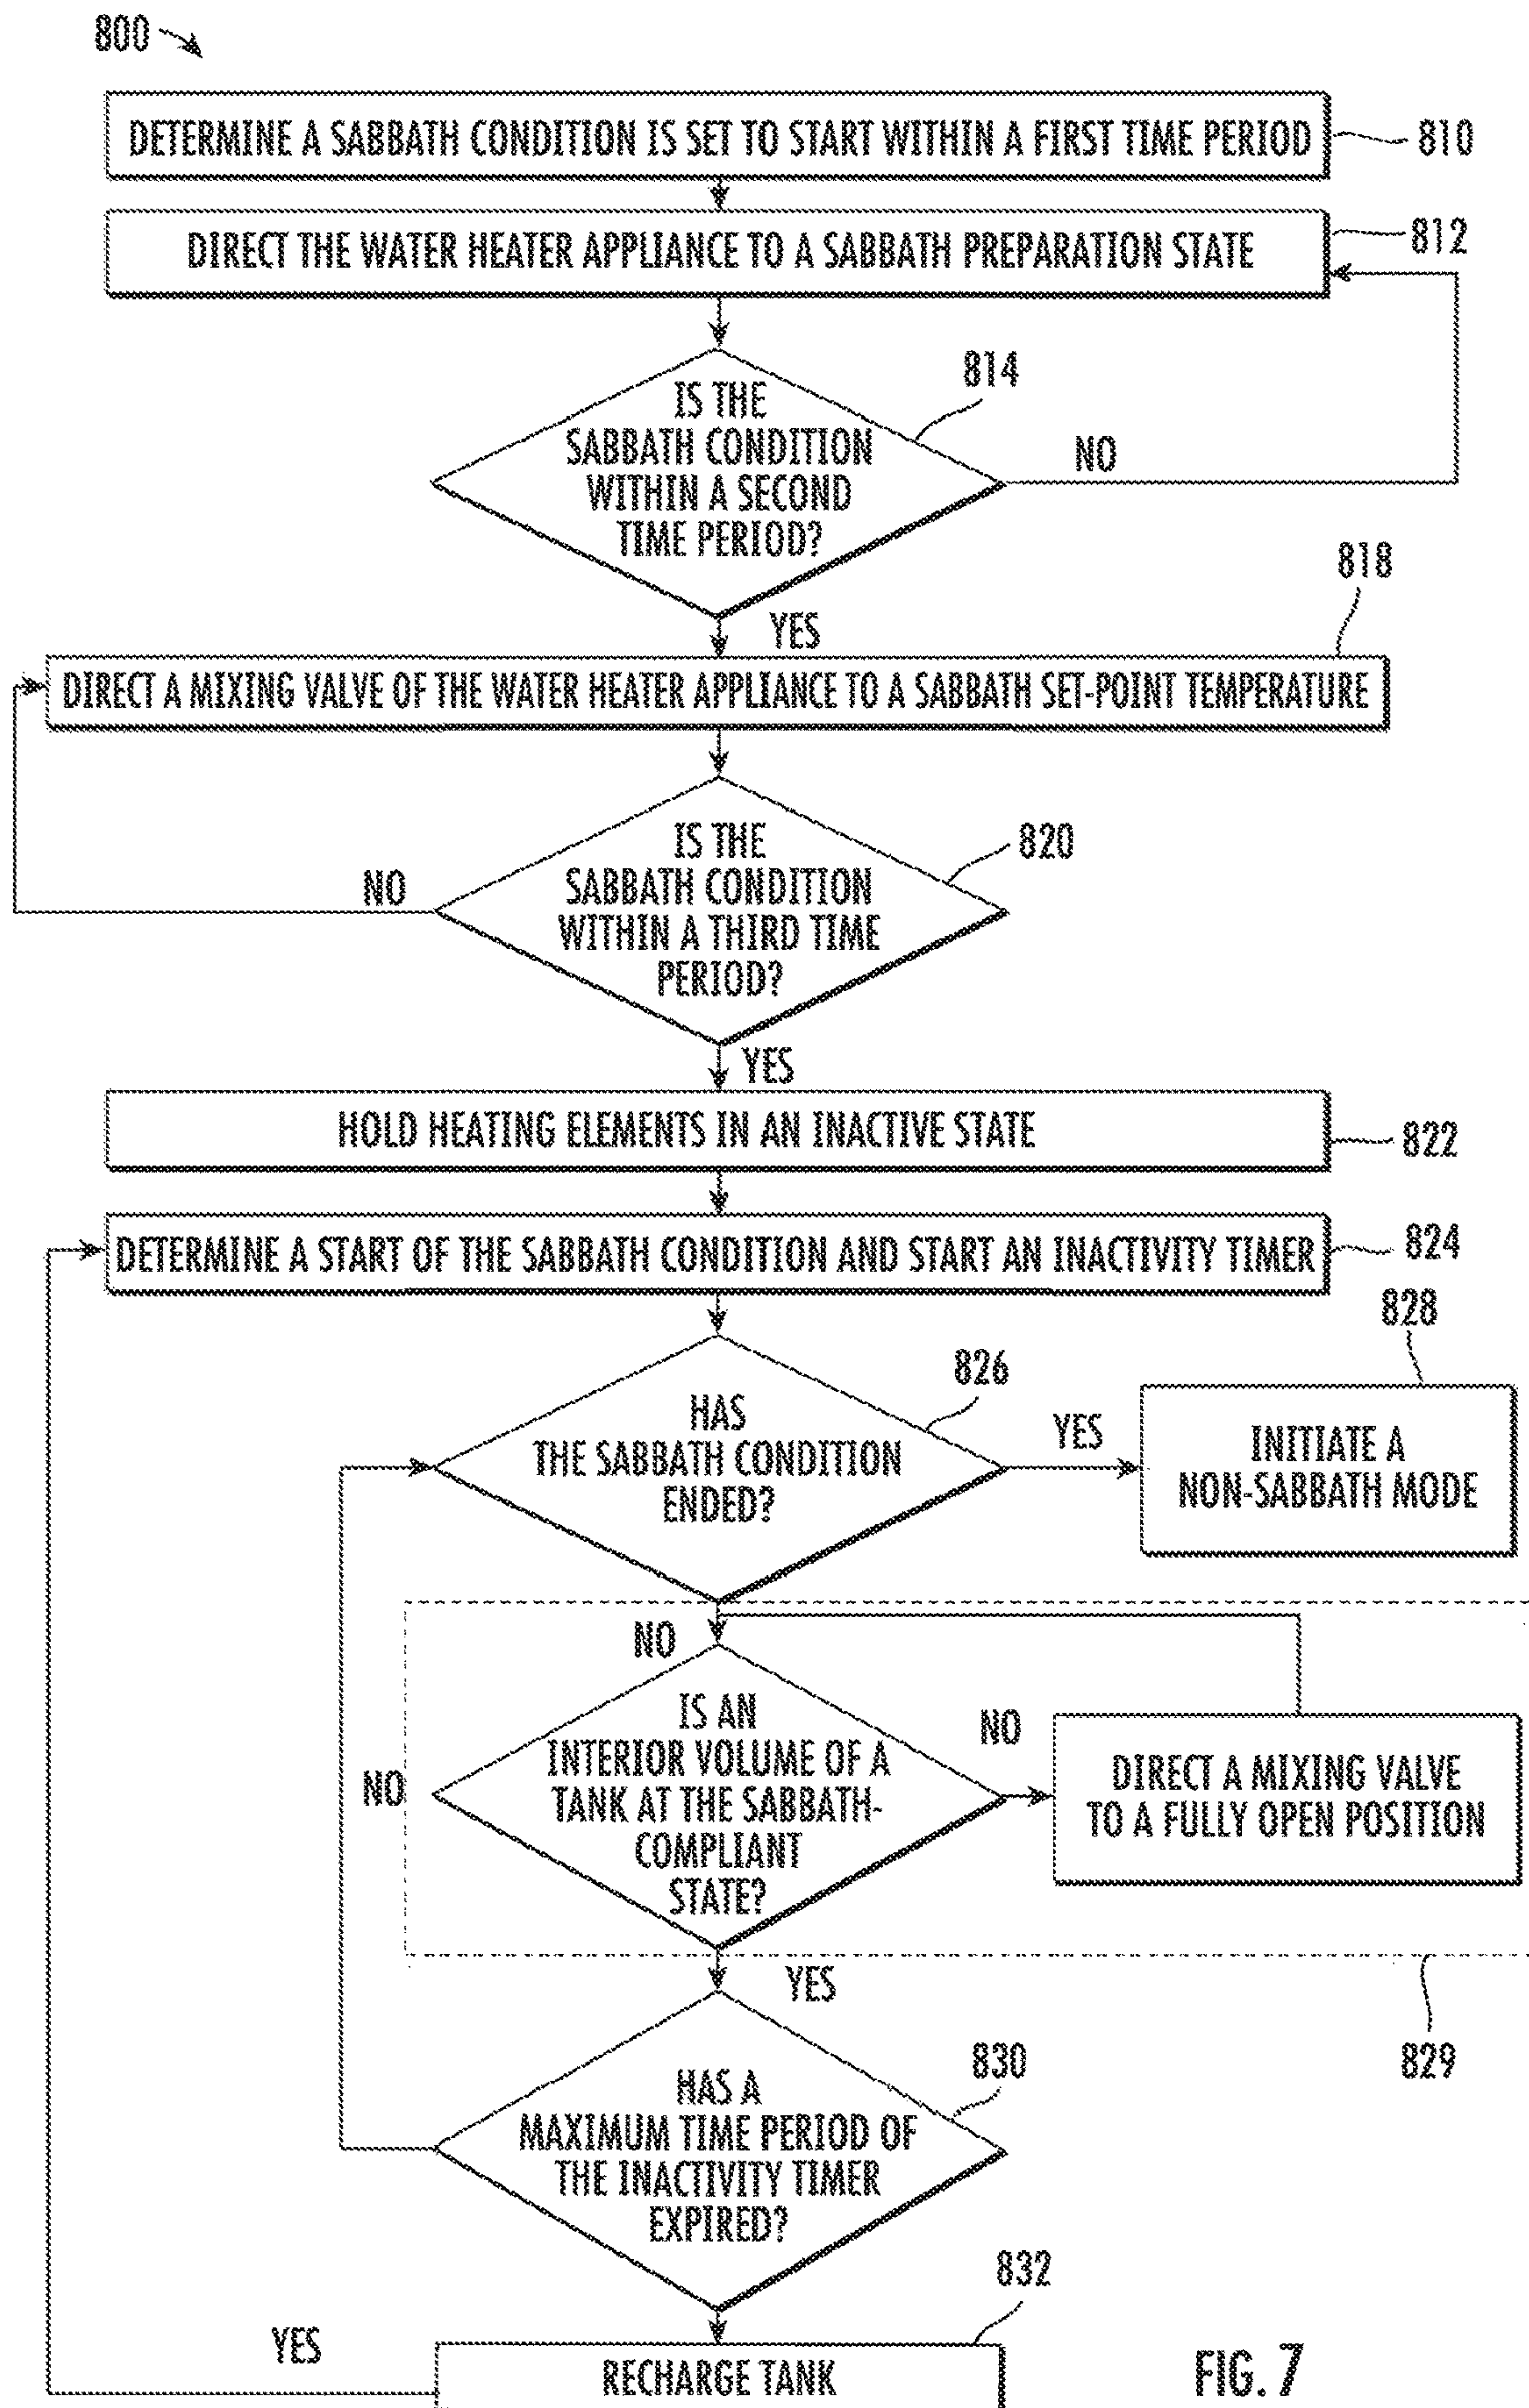 800
DETERMINE A SABBATH CONDITION IS SET TO START WITHIN A FIRST TIME PERIOD
810
DIRECT THE WATER HEATER APPLIANCE TO A SABBATH PREPARATION STATE
812
IS THE
SABBATH CONDITION
WITHIN A SECOND
TIME PERIOD?
814
NO
YES
818
DIRECT A MIXING VALVE OF THE WATER HEATER APPLIANCE TO A SABBATH SET-POINT TEMPERATURE
IS THE
SABBATH CONDITION
WITHIN A THIRD TIME
PERIOD?
820
NO
YES
HOLD HEATING ELEMENTS IN AN INACTIVE STATE
822
DETERMINE A START OF THE SABBATH CONDITION AND START AN INACTIVITY TIMER
824
HAS
THE SABBATH CONDITION
ENDED?
826
YES
828
INITIATE A
NON-SABBATH MODE
NO
IS AN
INTERIOR VOLUME OF A
TANK AT THE SABBATH-
COMPLIANT
STATE?
NO
DIRECT A MIXING VALVE
TO A FULLY OPEN POSITION
NO
YES
829
HAS A
MAXIMUM TIME PERIOD OF
THE INACTIVITY TIMER
EXPIRED?
830
832
YES
RECHARGE TANK
FIG. 7